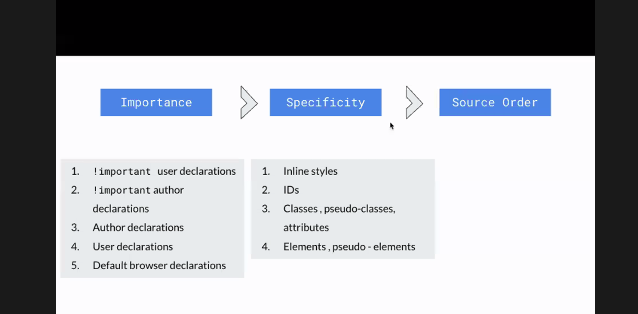 Importance
Specificity
Source Order
1. !important user declarations
2. !important author
declarations
3. Author declarations
4. User declarations
5. Default browser declarations
1. Inline styles
2. IDs
3. Classes , pseudo-classes,
attributes
4. Elements , pseudo - elements